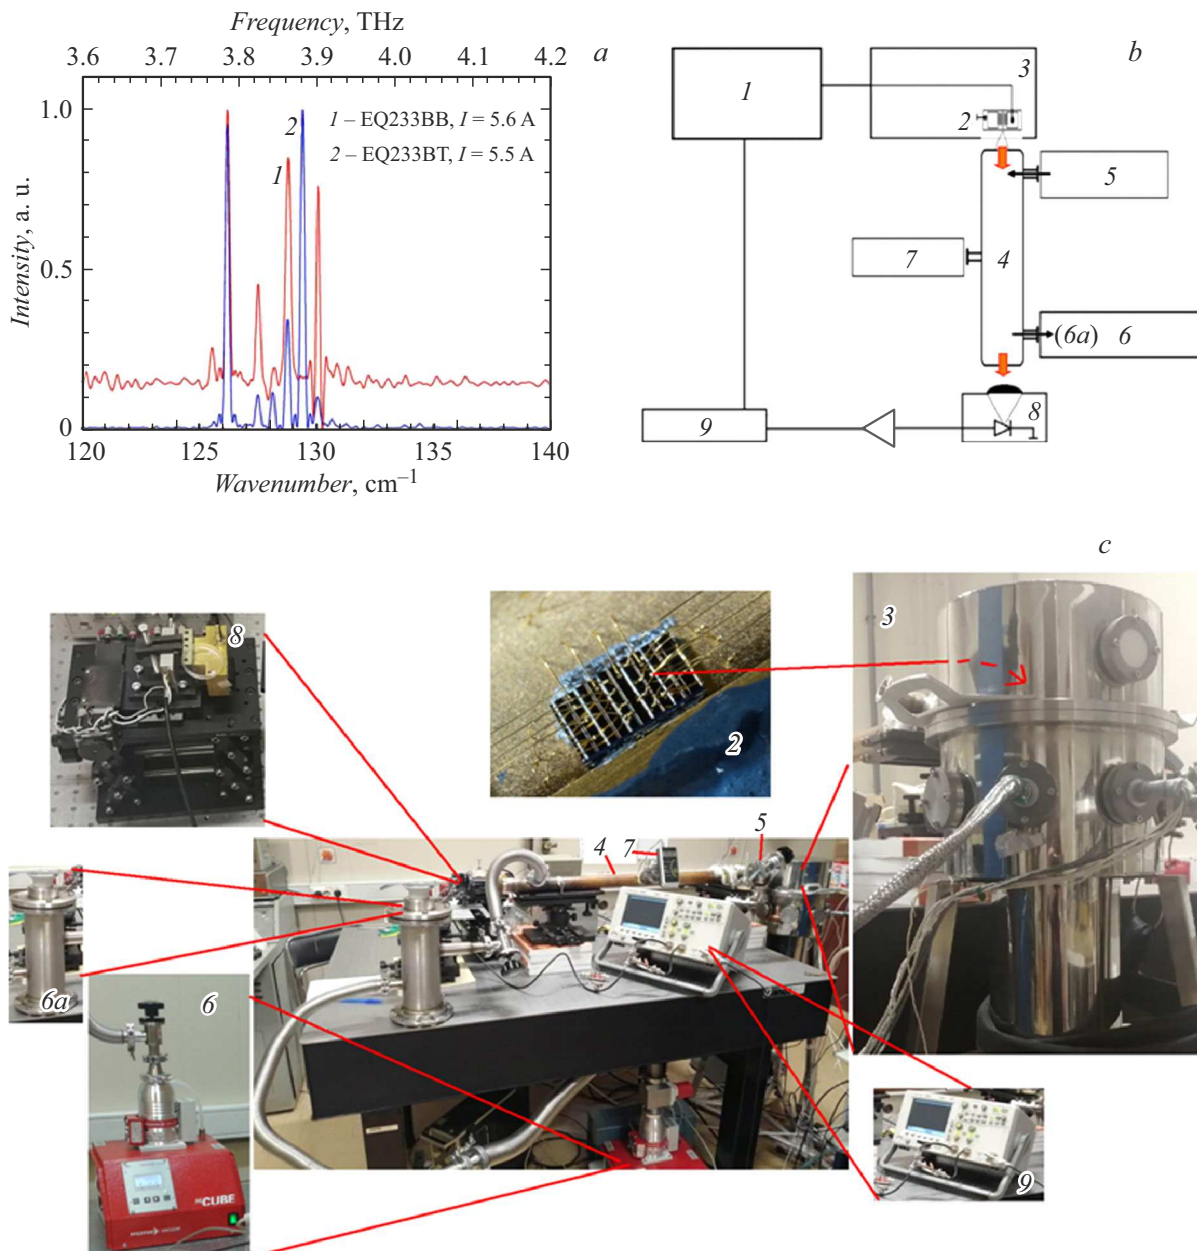 Frequency, THz
3.6 3.7 3.8 3.9 4.0 4.1 4.2
a
1.0
0.5
0
Intensity, a. u.
1 – EQ233BB, I = 5.6 A
2 – EQ233BT, I = 5.5 A
2
1
120 125 130 135 140
Wavenumber, cm–1
b
1
2
3
4
5
(6a) 6
7
8
9
c
8
2
3
4 7 5
6a
6
CUBE
9